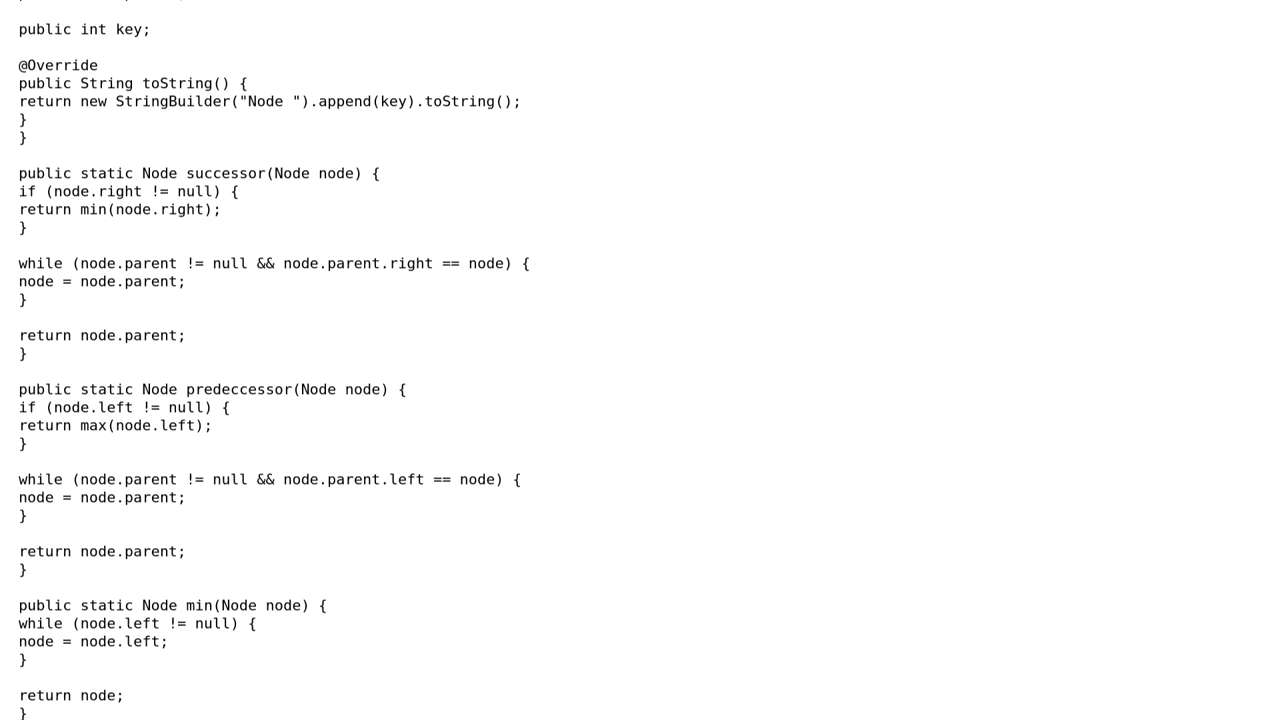 public int key;
@Override
public String toString() {
return new StringBuilder("Node ").append(key).toString();
}
}
public static Node successor(Node node) {
if (node.right != null) {
return min(node.right);
}
while (node.parent != null && node.parent.right == node) {
node = node.parent;
}
return node.parent;
}
public static Node predeccessor(Node node) {
if (node.left != null) {
return max(node.left);
}
while (node.parent != null && node.parent.left == node) {
node = node.parent;
}
return node.parent;
}
public static Node min(Node node) {
while (node.left != null) {
node = node.left;
}
return node;
}